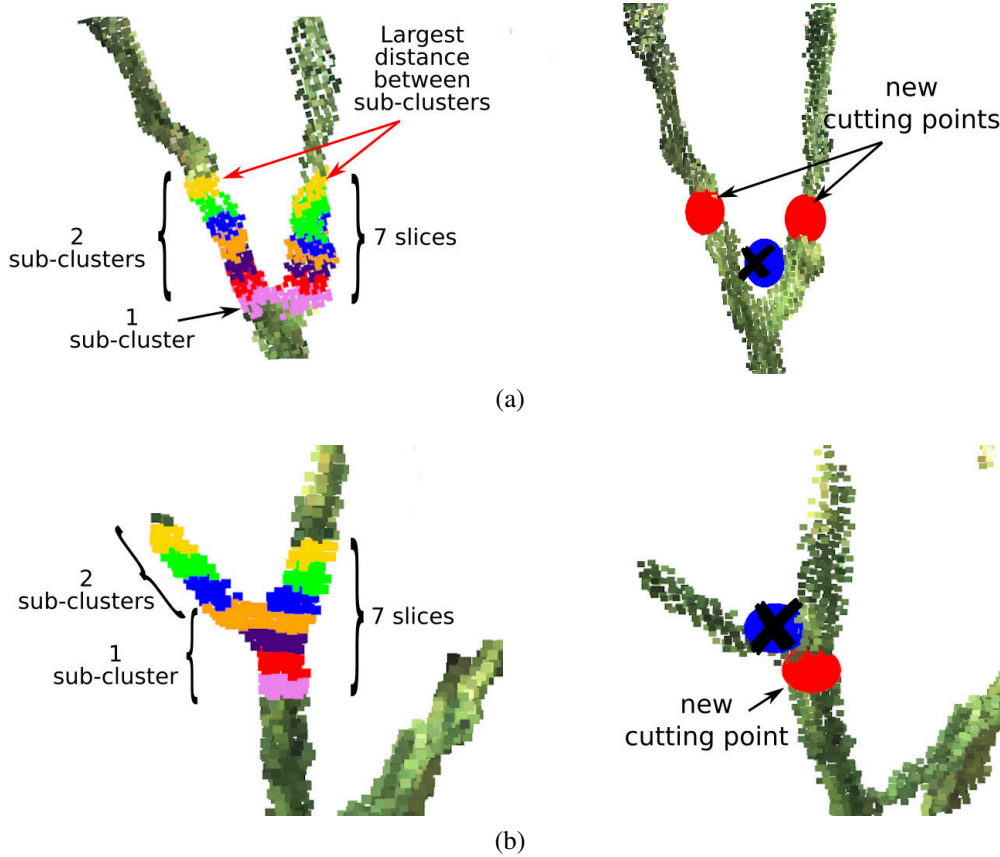 Largest
distance
between
sub-clusters
2
sub-clusters
7 slices
1
sub-cluster
new
cutting points
(a)
2
sub-clusters
7 slices
1
sub-cluster
new
cutting point
(b)